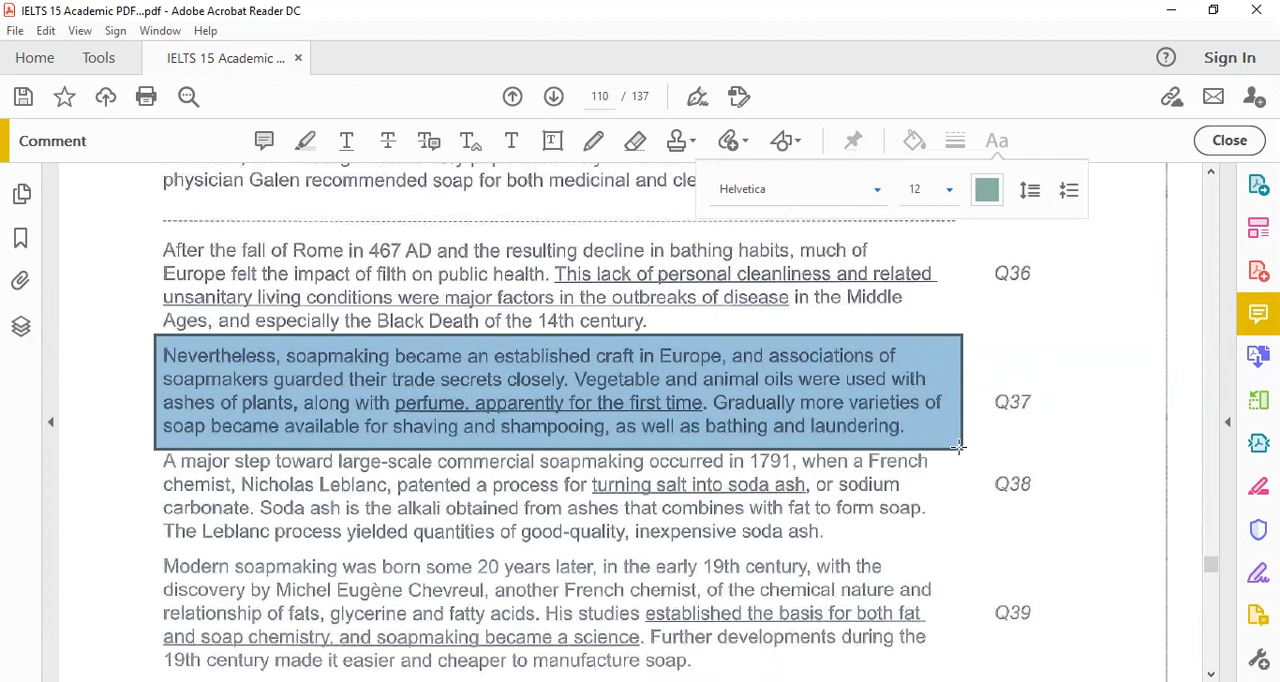 IELTS 15 Academic PDF...pdf - Adobe Acrobat Reader DC
File Edit View Sign Window Help
Home Tools IELTS 15 Academic ... × ? Sign In
110 / 137
Comment T T T T T Aa Close
Helvetica 12
physician Galen recommended soap for both medicinal and cle
After the fall of Rome in 467 AD and the resulting decline in bathing habits, much of
Europe felt the impact of filth on public health. This lack of personal cleanliness and related Q36
unsanitary living conditions were major factors in the outbreaks of disease in the Middle
Ages, and especially the Black Death of the 14th century.
Nevertheless, soapmaking became an established craft in Europe, and associations of
soapmakers guarded their trade secrets closely. Vegetable and animal oils were used with
ashes of plants, along with perfume, apparently for the first time. Gradually more varieties of Q37
soap became available for shaving and shampooing, as well as bathing and laundering.
A major step toward large-scale commercial soapmaking occurred in 1791, when a French
chemist, Nicholas Leblanc, patented a process for turning salt into soda ash, or sodium Q38
carbonate. Soda ash is the alkali obtained from ashes that combines with fat to form soap.
The Leblanc process yielded quantities of good-quality, inexpensive soda ash.
Modern soapmaking was born some 20 years later, in the early 19th century, with the
discovery by Michel Eugène Chevreul, another French chemist, of the chemical nature and
relationship of fats, glycerine and fatty acids. His studies established the basis for both fat Q39
and soap chemistry, and soapmaking became a science. Further developments during the
19th century made it easier and cheaper to manufacture soap.